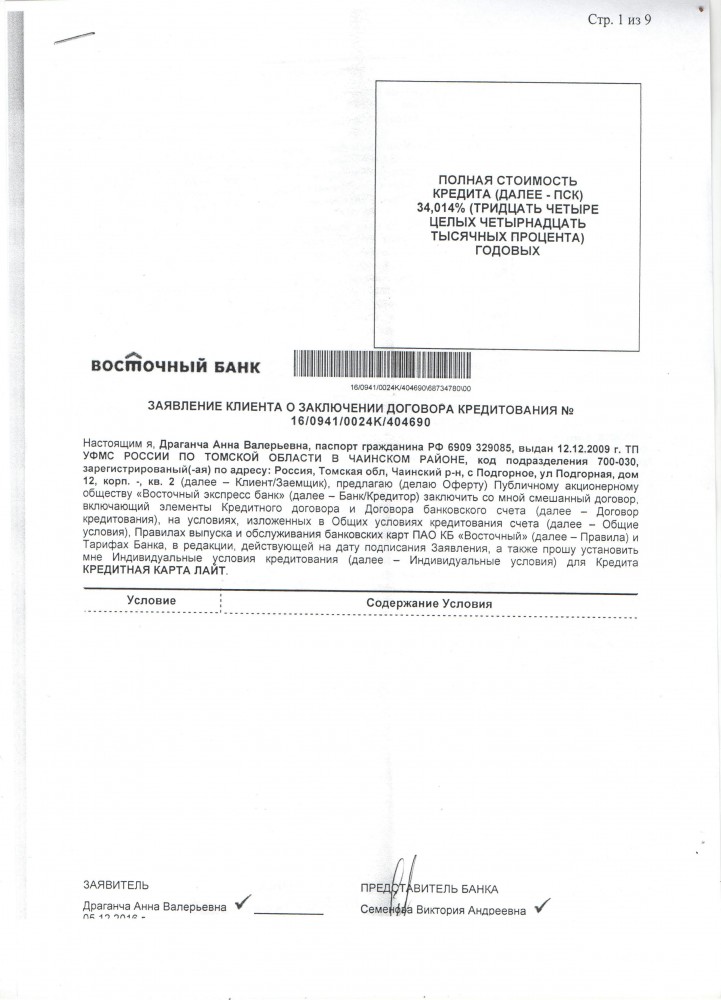 Стр. 1 из 9
ПОЛНАЯ СТОИМОСТЬ
КРЕДИТА (ДАЛЕЕ - ПСК)
34,014% (ТРИДЦАТЬ ЧЕТЫРЕ
ЦЕЛЫХ ЧЕТЫРНАДЦАТЬ
ТЫСЯЧНЫХ ПРОЦЕНТА)
ГОДОВЫХ
ВОСТОЧНЫЙ БАНК
16/0941/0024K/404690\68734780\00
ЗАЯВЛЕНИЕ КЛИЕНТА О ЗАКЛЮЧЕНИИ ДОГОВОРА КРЕДИТОВАНИЯ №
16/0941/0024K/404690
Настоящим я, Драганча Анна Валерьевна, паспорт гражданина РФ 6909 329085, выдан 12.12.2009 г. ТП
УФМС РОССИИ ПО ТОМСКОЙ ОБЛАСТИ В ЧАИНСКОМ РАЙОНЕ, код подразделения 700-030,
зарегистрированый(-ая) по адресу: Россия, Томская обл, Чаинский р-н, с Подгорное, ул Подгорная, дом
12, корп. -, кв. 2 (далее – Клиент/Заемщик), предлагаю (делаю Оферту) Публичному акционерному
обществу «Восточный экспресс банк» (далее – Банк/Кредитор) заключить со мной смешанный договор,
включающий элементы Кредитного договора и Договора банковского счета (далее – Договор
кредитования), на условиях, изложенных в Общих условиях кредитования счета (далее – Общие
условия), Правилах выпуска и обслуживания банковских карт ПАО КБ «Восточный» (далее – Правила) и
Тарифах Банка, в редакции, действующей на дату подписания Заявления, а также прошу установить
мне Индивидуальные условия кредитования (далее – Индивидуальные условия) для Кредита
КРЕДИТНАЯ КАРТА ЛАЙТ.
Условие Содержание Условия
ЗАЯВИТЕЛЬ ПРЕДСТАВИТЕЛЬ БАНКА
Драганча Анна Валерьевна Семенова Виктория Андреевна
05.12.2016 г.